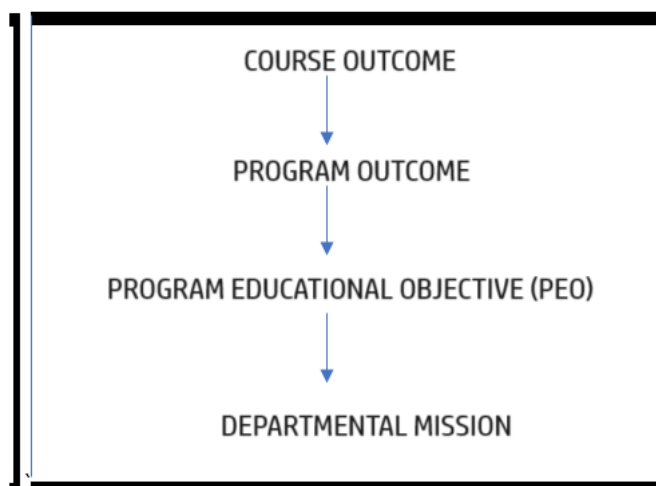 COURSE OUTCOME
PROGRAM OUTCOME
PROGRAM EDUCATIONAL OBJECTIVE (PEO)
DEPARTMENTAL MISSION
`